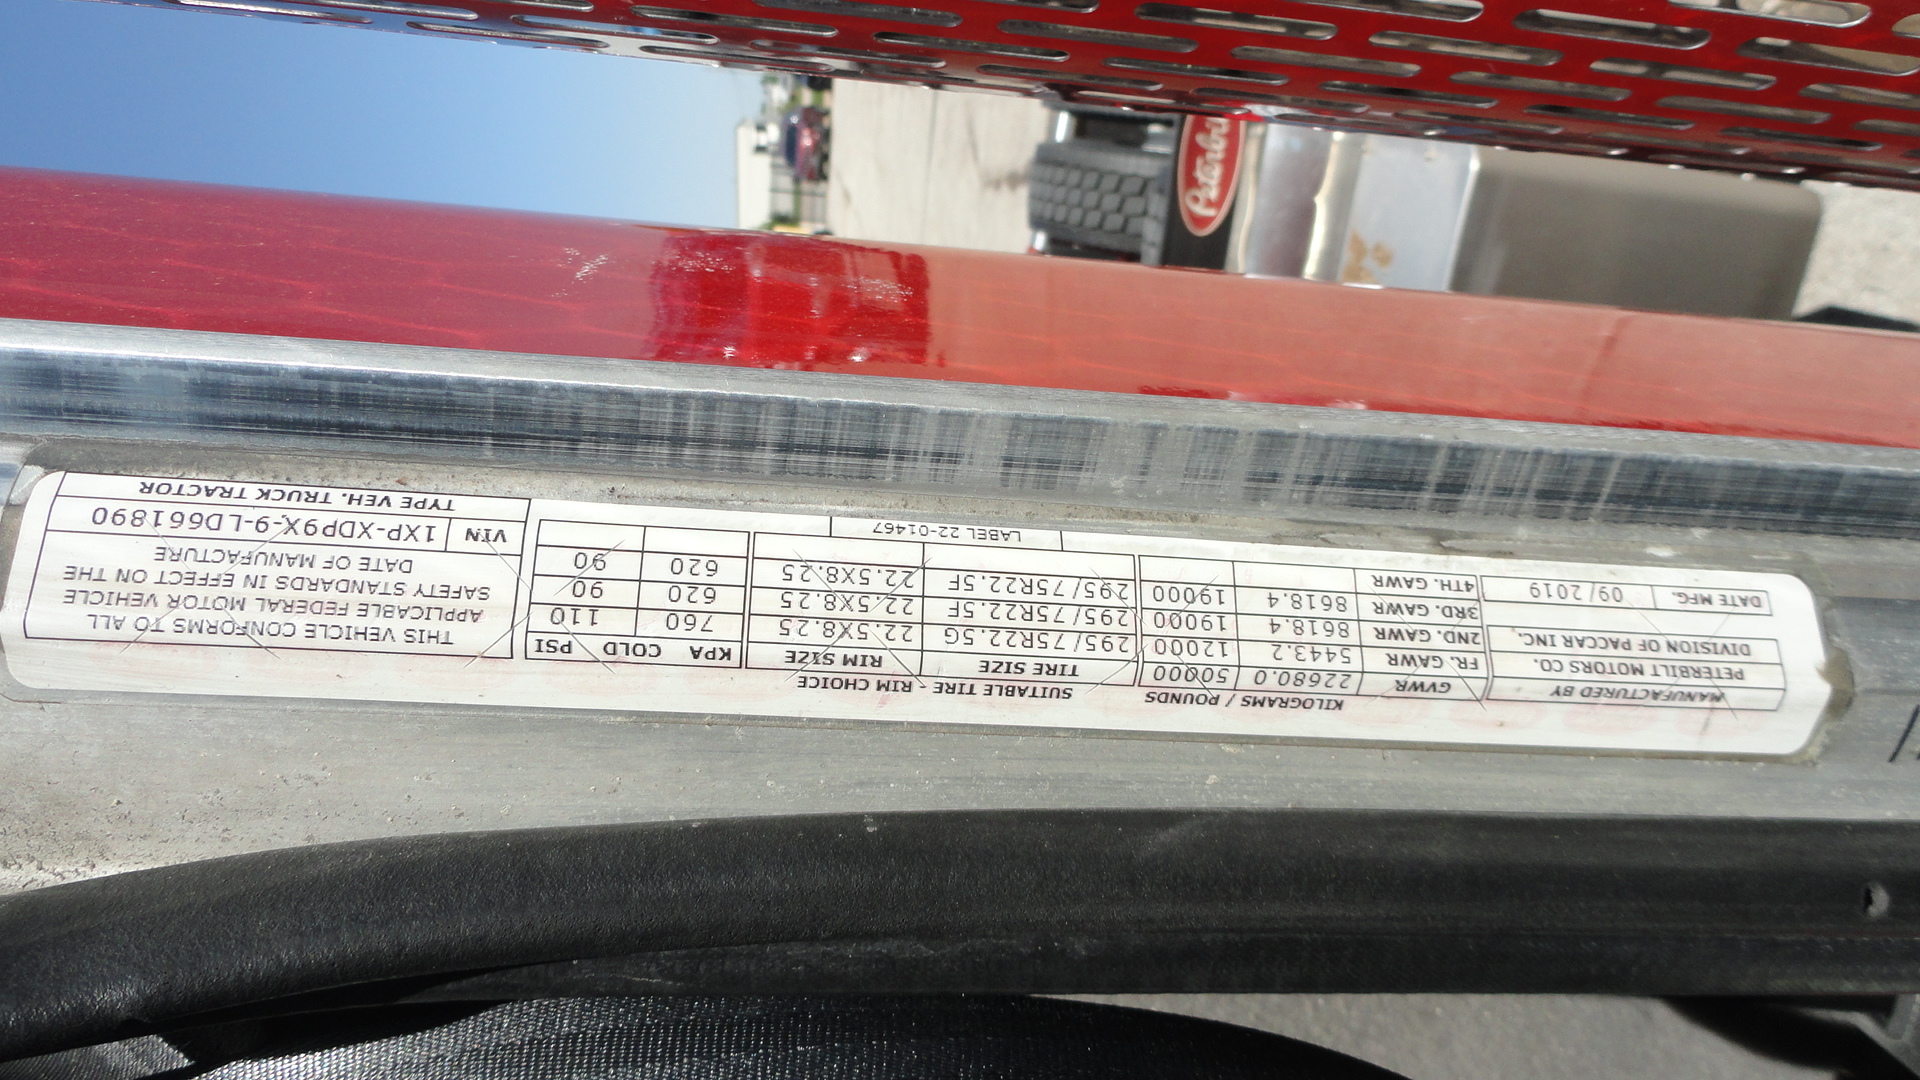 MANUFACTURED BY
PETERBILT MOTORS CO.
DIVISION OF PACCAR INC.
DATE MFG. 09/2019
KILOGRAMS / POUNDS
GVWR 22680.0 50000
FR. GAWR 5443.2 12000
2ND. GAWR 8618.4 19000
3RD. GAWR 8618.4 19000
4TH. GAWR
SUITABLE TIRE - RIM CHOICE
TIRE SIZE RIM SIZE KPA COLD PSI
295/75R22.5G 22.5X8.25 760 110
295/75R22.5F 22.5X8.25 620 90
295/75R22.5F 22.5X8.25 620 90
LABEL 22-01467
THIS VEHICLE CONFORMS TO ALL
APPLICABLE FEDERAL MOTOR VEHICLE
SAFETY STANDARDS IN EFFECT ON THE
DATE OF MANUFACTURE
VIN 1XP-XDP9X-9-LD661890
TYPE VEH. TRUCK TRACTOR
Peterbilt